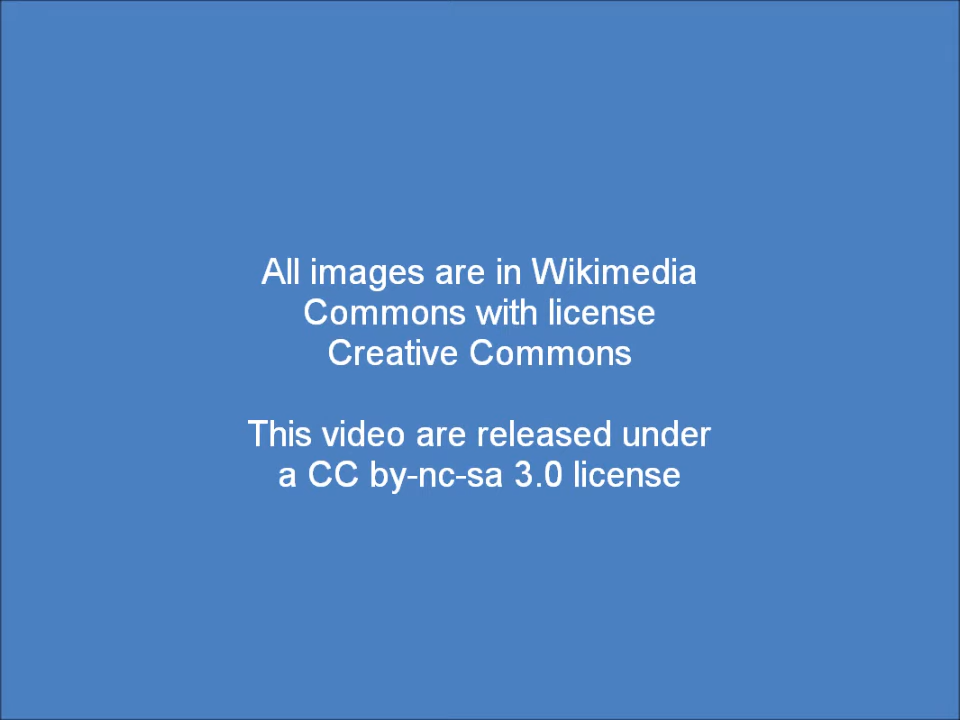 All images are in Wikimedia
Commons with license
Creative Commons
This video are released under
a CC by-nc-sa 3.0 license